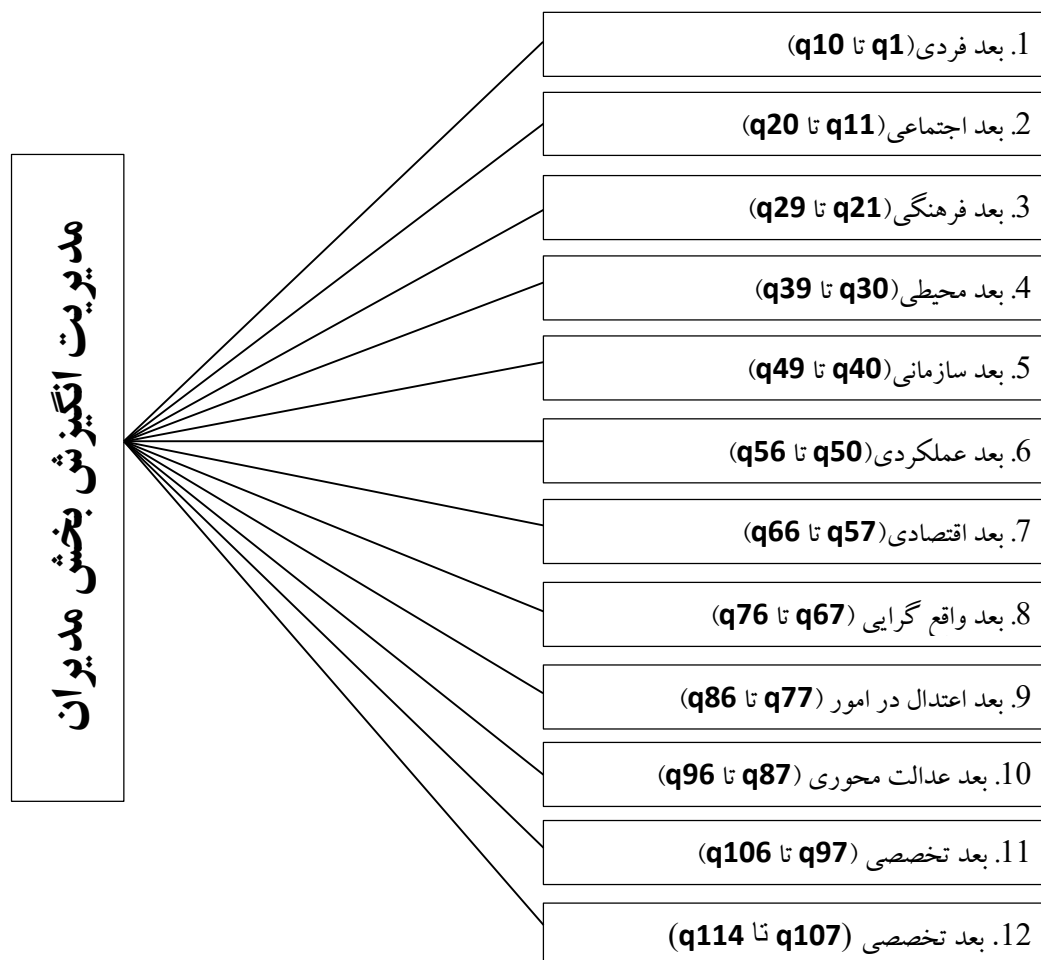 مدیریت انگیزش بخش مدیران
1. بعد فردی(q1 تا q10)
2. بعد اجتماعی(q11 تا q20)
3. بعد فرهنگی(q21 تا q29)
4. بعد محیطی(q30 تا q39)
5. بعد سازمانی(q40 تا q49)
6. بعد عملکردی(q50 تا q56)
7. بعد اقتصادی(q57 تا q66)
8. بعد واقع گرایی (q67 تا q76)
9. بعد اعتدال در امور (q77 تا q86)
10. بعد عدالت محوری (q87 تا q96)
11. بعد تخصصی (q97 تا q106)
12. بعد تخصصی (q107 تا q114)